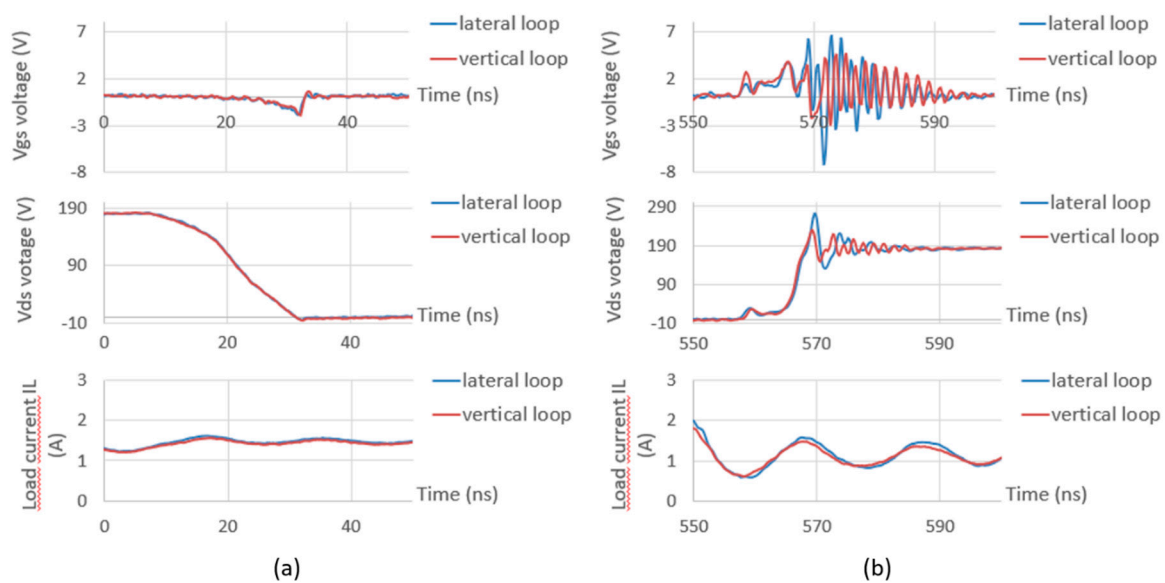 Vgs voltage (V)
7
2
-3
-8
0
20
40
Time (ns)
lateral loop
vertical loop
Vgs voltage (V)
7
2
-3
-8
550
570
590
Time (ns)
lateral loop
vertical loop
Vds votage (V)
190
90
-10
0
20
40
Time (ns)
lateral loop
vertical loop
Vds voltage (V)
290
190
90
-10
550
570
590
Time (ns)
lateral loop
vertical loop
Load current IL
(A)
3
2
1
0
0
20
40
Time (ns)
lateral loop
vertical loop
Load current IL
(A)
3
2
1
0
550
570
590
Time (ns)
lateral loop
vertical loop
(a)
(b)